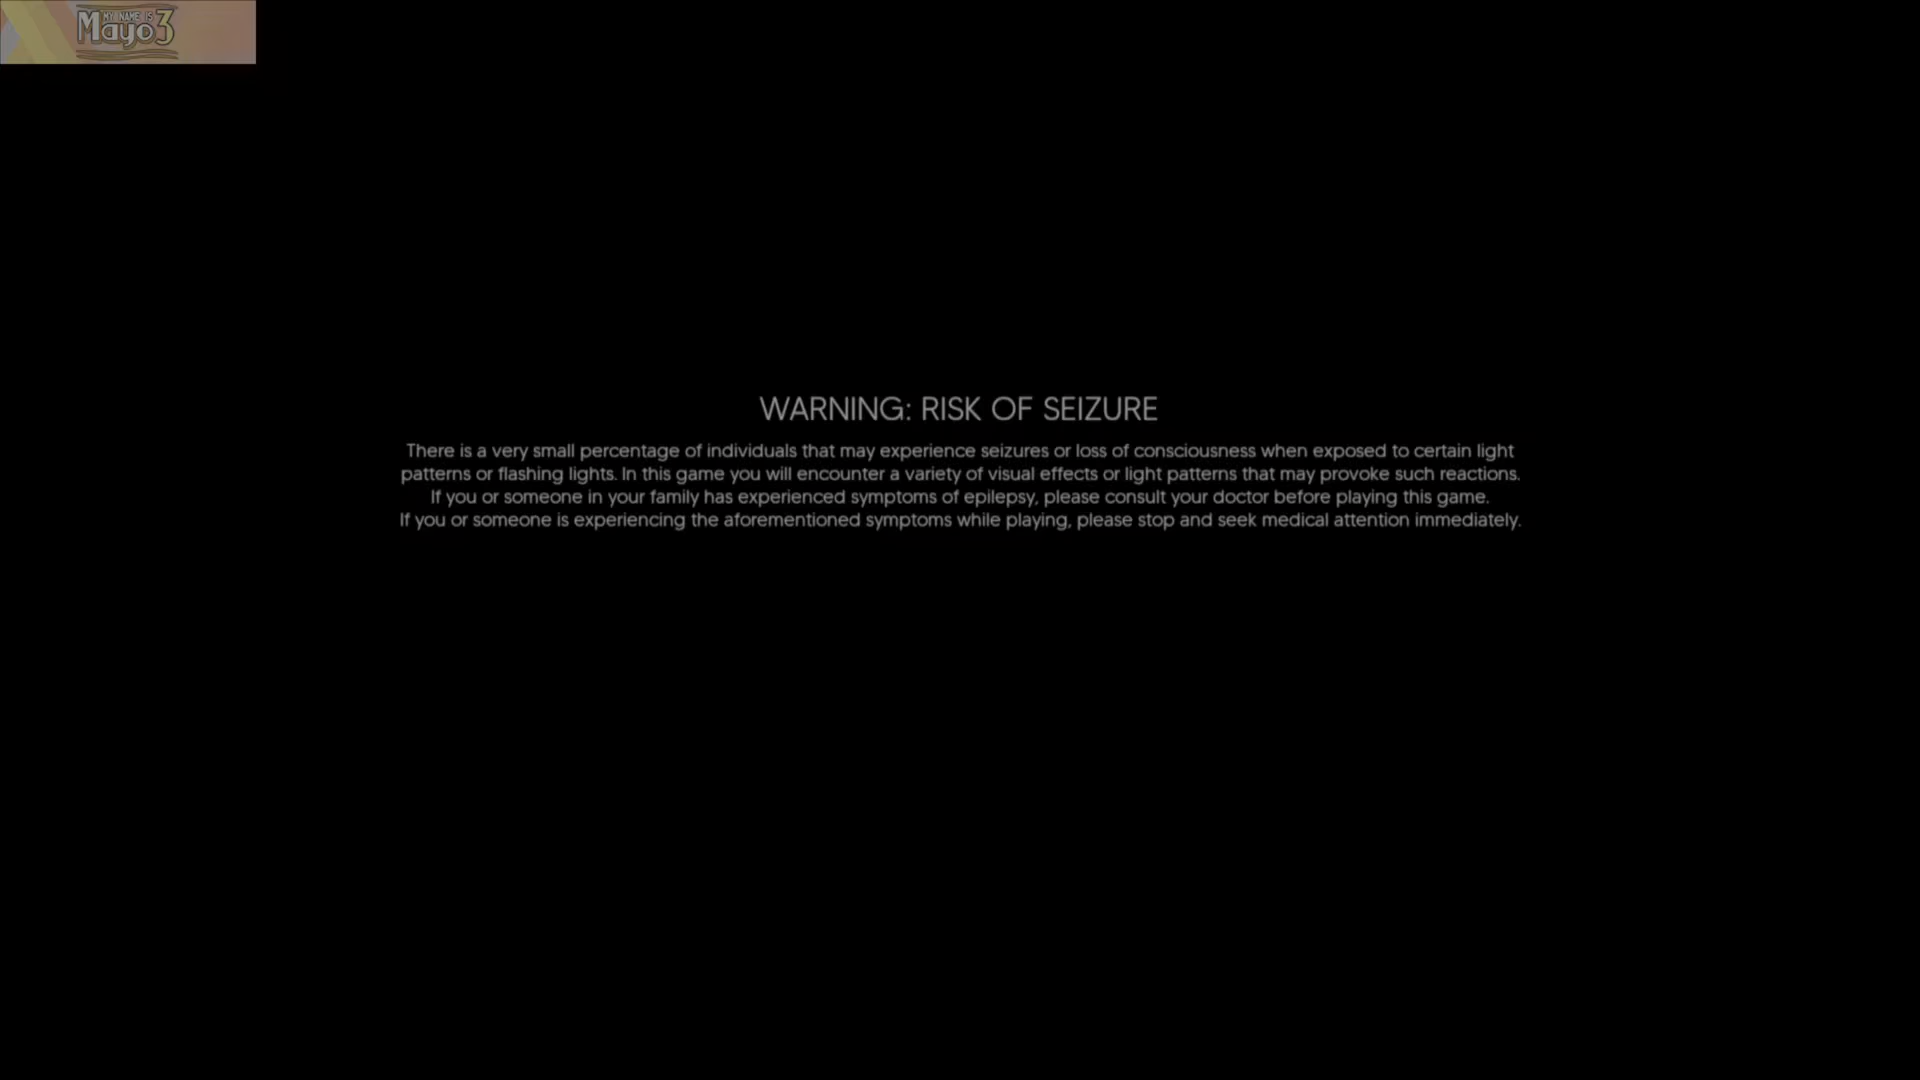 MY NAME IS
Mayo3
WARNING: RISK OF SEIZURE
There is a very small percentage of individuals that may experience seizures or loss of consciousness when exposed to certain light
patterns or flashing lights. In this game you will encounter a variety of visual effects or light patterns that may provoke such reactions.
If you or someone in your family has experienced symptoms of epilepsy, please consult your doctor before playing this game.
If you or someone is experiencing the aforementioned symptoms while playing, please stop and seek medical attention immediately.